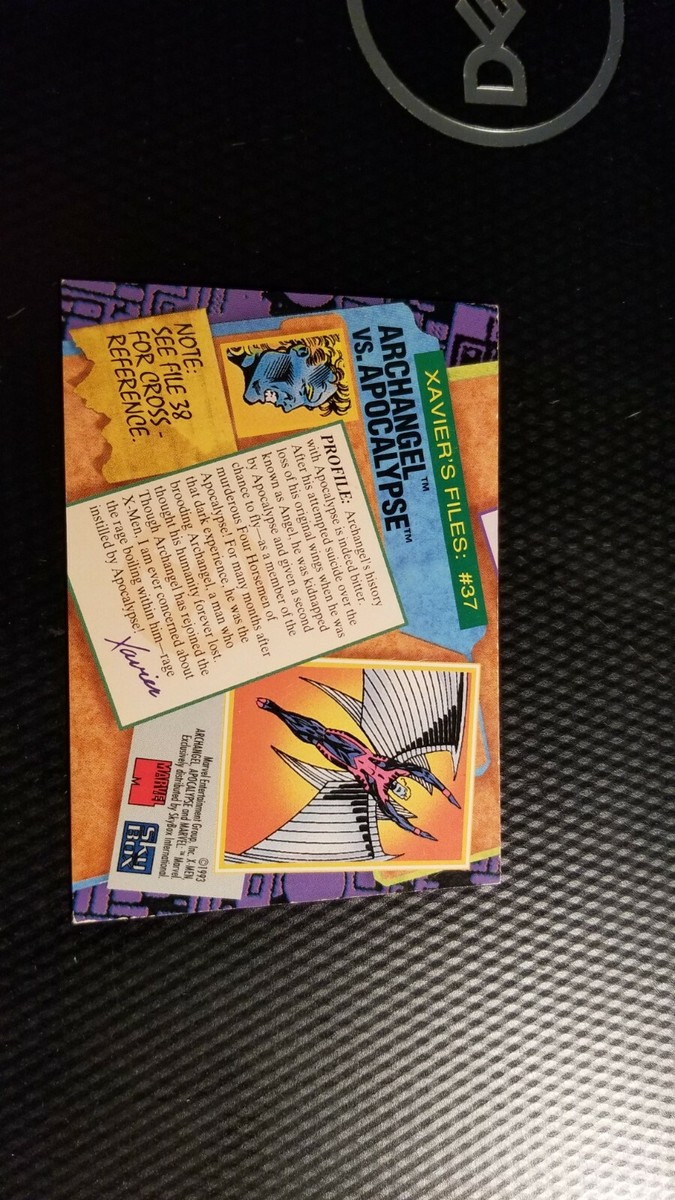 DELL
XAVIER'S FILES: #37
ARCHANGEL™
VS. APOCALYPSE™
NOTE:
SEE FILE 38
FOR CROSS-
REFERENCE.
PROFILE: Archangel's history
with Apocalypse is indeed bitter.
After his attempted suicide over the
loss of his original wings when he was
known as Angel, he was kidnapped
by Apocalypse and given a second
chance to fly—as a member of the
murderous Four Horsemen of
Apocalypse! For many months after
that dark experience, he was the
brooding Archangel, a man who
thought his humanity forever lost.
Though Archangel has rejoined the
X-Men, I am ever concerned about
the rage boiling within him—rage
instilled by Apocalypse!
Xavier
©1993
Marvel Entertainment Group, Inc. X-MEN,
ARCHANGEL, APOCALYPSE and MARVEL:™ Marvel.
Exclusively distributed by SkyBox International.
MARVEL
M
SKY
BOX